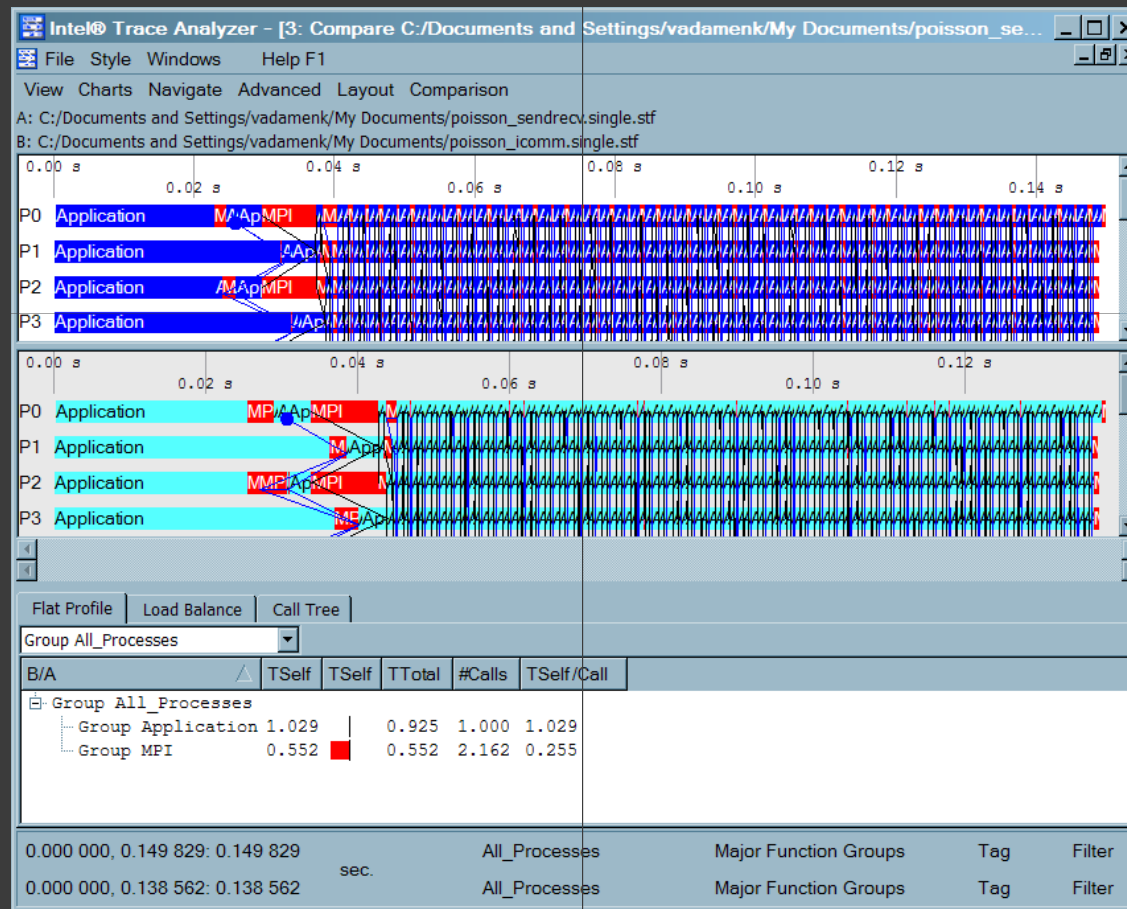 Intel® Trace Analyzer - [3: Compare C:/Documents and Settings/vadamenk/My Documents/poisson_se...
File Style Windows Help F1
View Charts Navigate Advanced Layout Comparison
A: C:/Documents and Settings/vadamenk/My Documents/poisson_sendrecv.single.stf
B: C:/Documents and Settings/vadamenk/My Documents/poisson_icomm.single.stf
0.00 s 0.04 s 0.08 s 0.12 s
0.02 s 0.06 s 0.10 s 0.14 s
P0 Application MPI
P1 Application
P2 Application MPI
P3 Application
0.00 s 0.04 s 0.08 s 0.12 s
0.02 s 0.06 s 0.10 s
P0 Application MPI
P1 Application
P2 Application MPI
P3 Application
Flat Profile Load Balance Call Tree
Group All_Processes
B/A TSelf TSelf TTotal #Calls TSelf/Call
Group All_Processes
Group Application 1.029 0.925 1.000 1.029
Group MPI 0.552 0.552 2.162 0.255
0.000 000, 0.149 829: 0.149 829 All_Processes Major Function Groups Tag Filter
sec.
0.000 000, 0.138 562: 0.138 562 All_Processes Major Function Groups Tag Filter